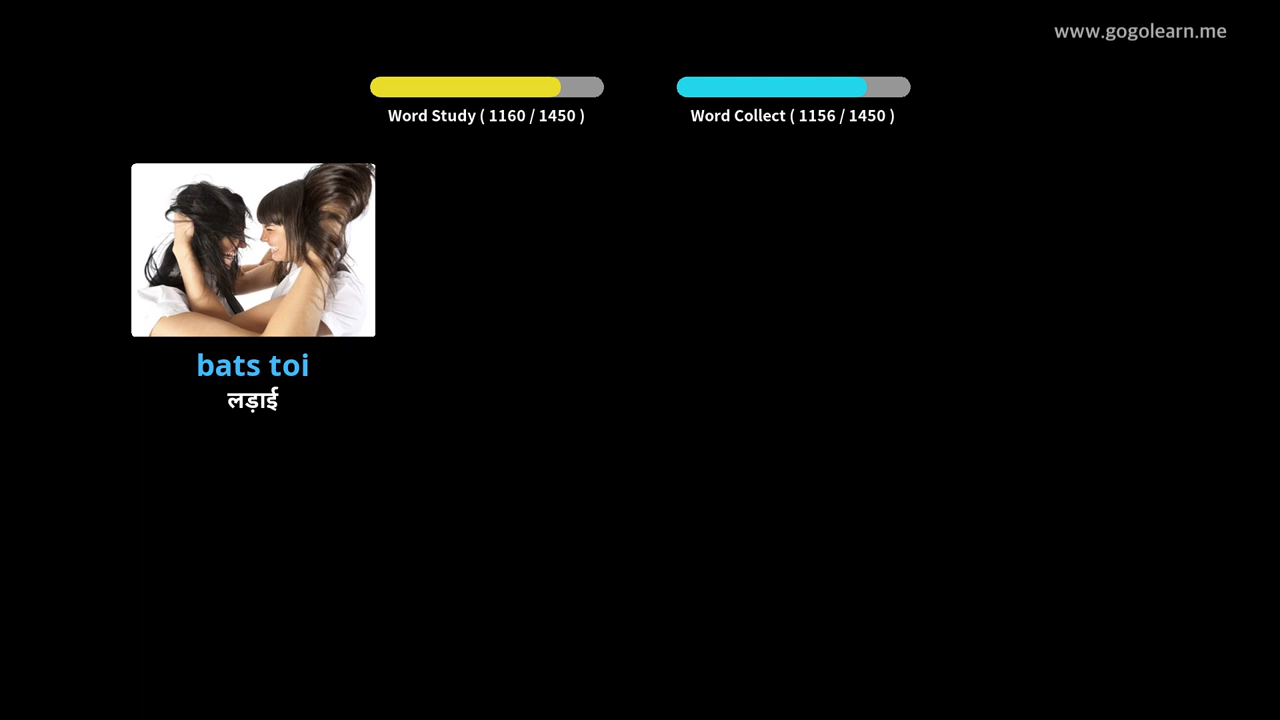 www.gogolearn.me
Word Study ( 1160 / 1450 )
Word Collect ( 1156 / 1450 )
bats toi
लड़ाई